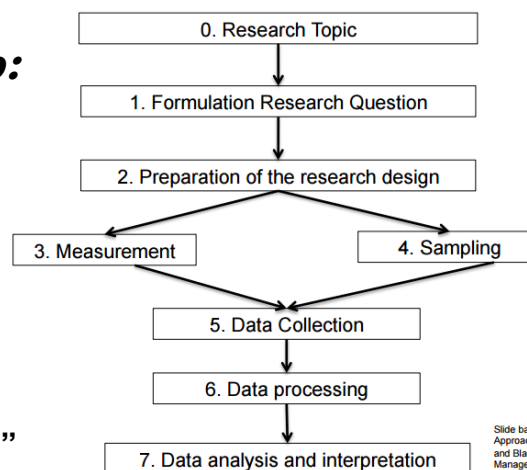 0. Research Topic
1. Formulation Research Question
2. Preparation of the research design
3. Measurement
4. Sampling
5. Data Collection
6. Data processing
7. Data analysis and interpretation
”
Slide ba
Approac
and Bla
Manage